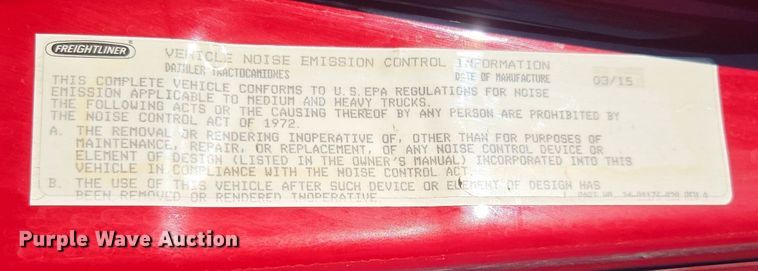 FREIGHTLINER
VEHICLE NOISE EMISSION CONTROL INFORMATION
DAIMLER TRACTOCAMIONES DATE OF MANUFACTURE 03/15
THIS COMPLETE VEHICLE CONFORMS TO U.S.EPA REGULATIONS FOR NOISE
EMISSION APPLICABLE TO MEDIUM AND HEAVY TRUCKS.
THE FOLLOWING ACTS OR THE CAUSING THEREOF BY ANY PERSON ARE PROHIBITED BY
THE NOISE CONTROL ACT OF 1972.
A. THE REMOVAL OR RENDERING INOPERATIVE OF, OTHER THAN FOR PURPOSES OF
MAINTENANCE, REPAIR, OR REPLACEMENT, OF ANY NOISE CONTROL DEVICE OR
ELEMENT OF DESIGN (LISTED IN THE OWNER'S MANUAL) INCORPORATED INTO THIS
VEHICLE IN COMPLIANCE WITH THE NOISE CONTROL ACT.
B. THE USE OF THIS VEHICLE AFTER SUCH DEVICE OR ELEMENT OF DESIGN HAS
BEEN REMOVED OR RENDERED INOPERATIVE. PART NO.
Purple Wave Auction